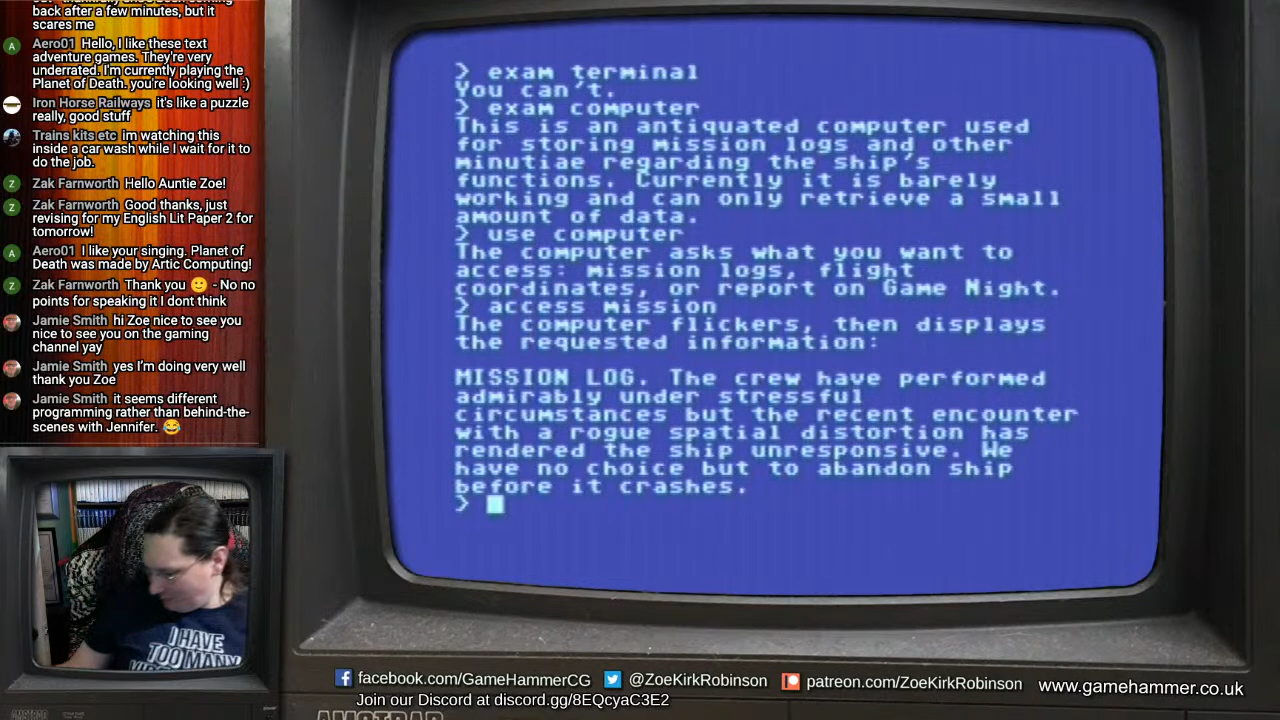 back after a few minutes, but it
scares me
A Aero01 Hello, I like these text
adventure games. They're very
underrated. I'm currently playing the
Planet of Death. you're looking well :)
Iron Horse Railways it's like a puzzle
really, good stuff
Trains kits etc im watching this
inside a car wash while I wait for it to
do the job.
Z Zak Farnworth Hello Auntie Zoe!
Z Zak Farnworth Good thanks, just
revising for my English Lit Paper 2 for
tomorrow!
A Aero01 I like your singing. Planet of
Death was made by Artic Computing!
Z Zak Farnworth Thank you 🙂 - No no
points for speaking it I dont think
Jamie Smith hi Zoe nice to see you
nice to see you on the gaming
channel yay
Jamie Smith yes I'm doing very well
thank you Zoe
Jamie Smith it seems different
programming rather than behind-the-
scenes with Jennifer. 😂
> exam terminal
You can't.
> exam computer
This is an antiquated computer used
for storing mission logs and other
minutiae regarding the ship's
functions. Currently it is barely
working and can only retrieve a small
amount of data.
> use computer
The computer asks what you want to
access: mission logs, flight
coordinates, or report on Game Night.
> access mission
The computer flickers, then displays
the requested information:
MISSION LOG. The crew have performed
admirably under stressful
circumstances but the recent encounter
with a rogue spatial distortion has
rendered the ship unresponsive. We
have no choice but to abandon ship
before it crashes.
>
I HAVE
TOO MANY
facebook.com/GameHammerCG @ZoeKirkRobinson patreon.com/ZoeKirkRobinson www.gamehammer.co.uk
Join our Discord at discord.gg/8EQcyaC3E2
AMSTRAD